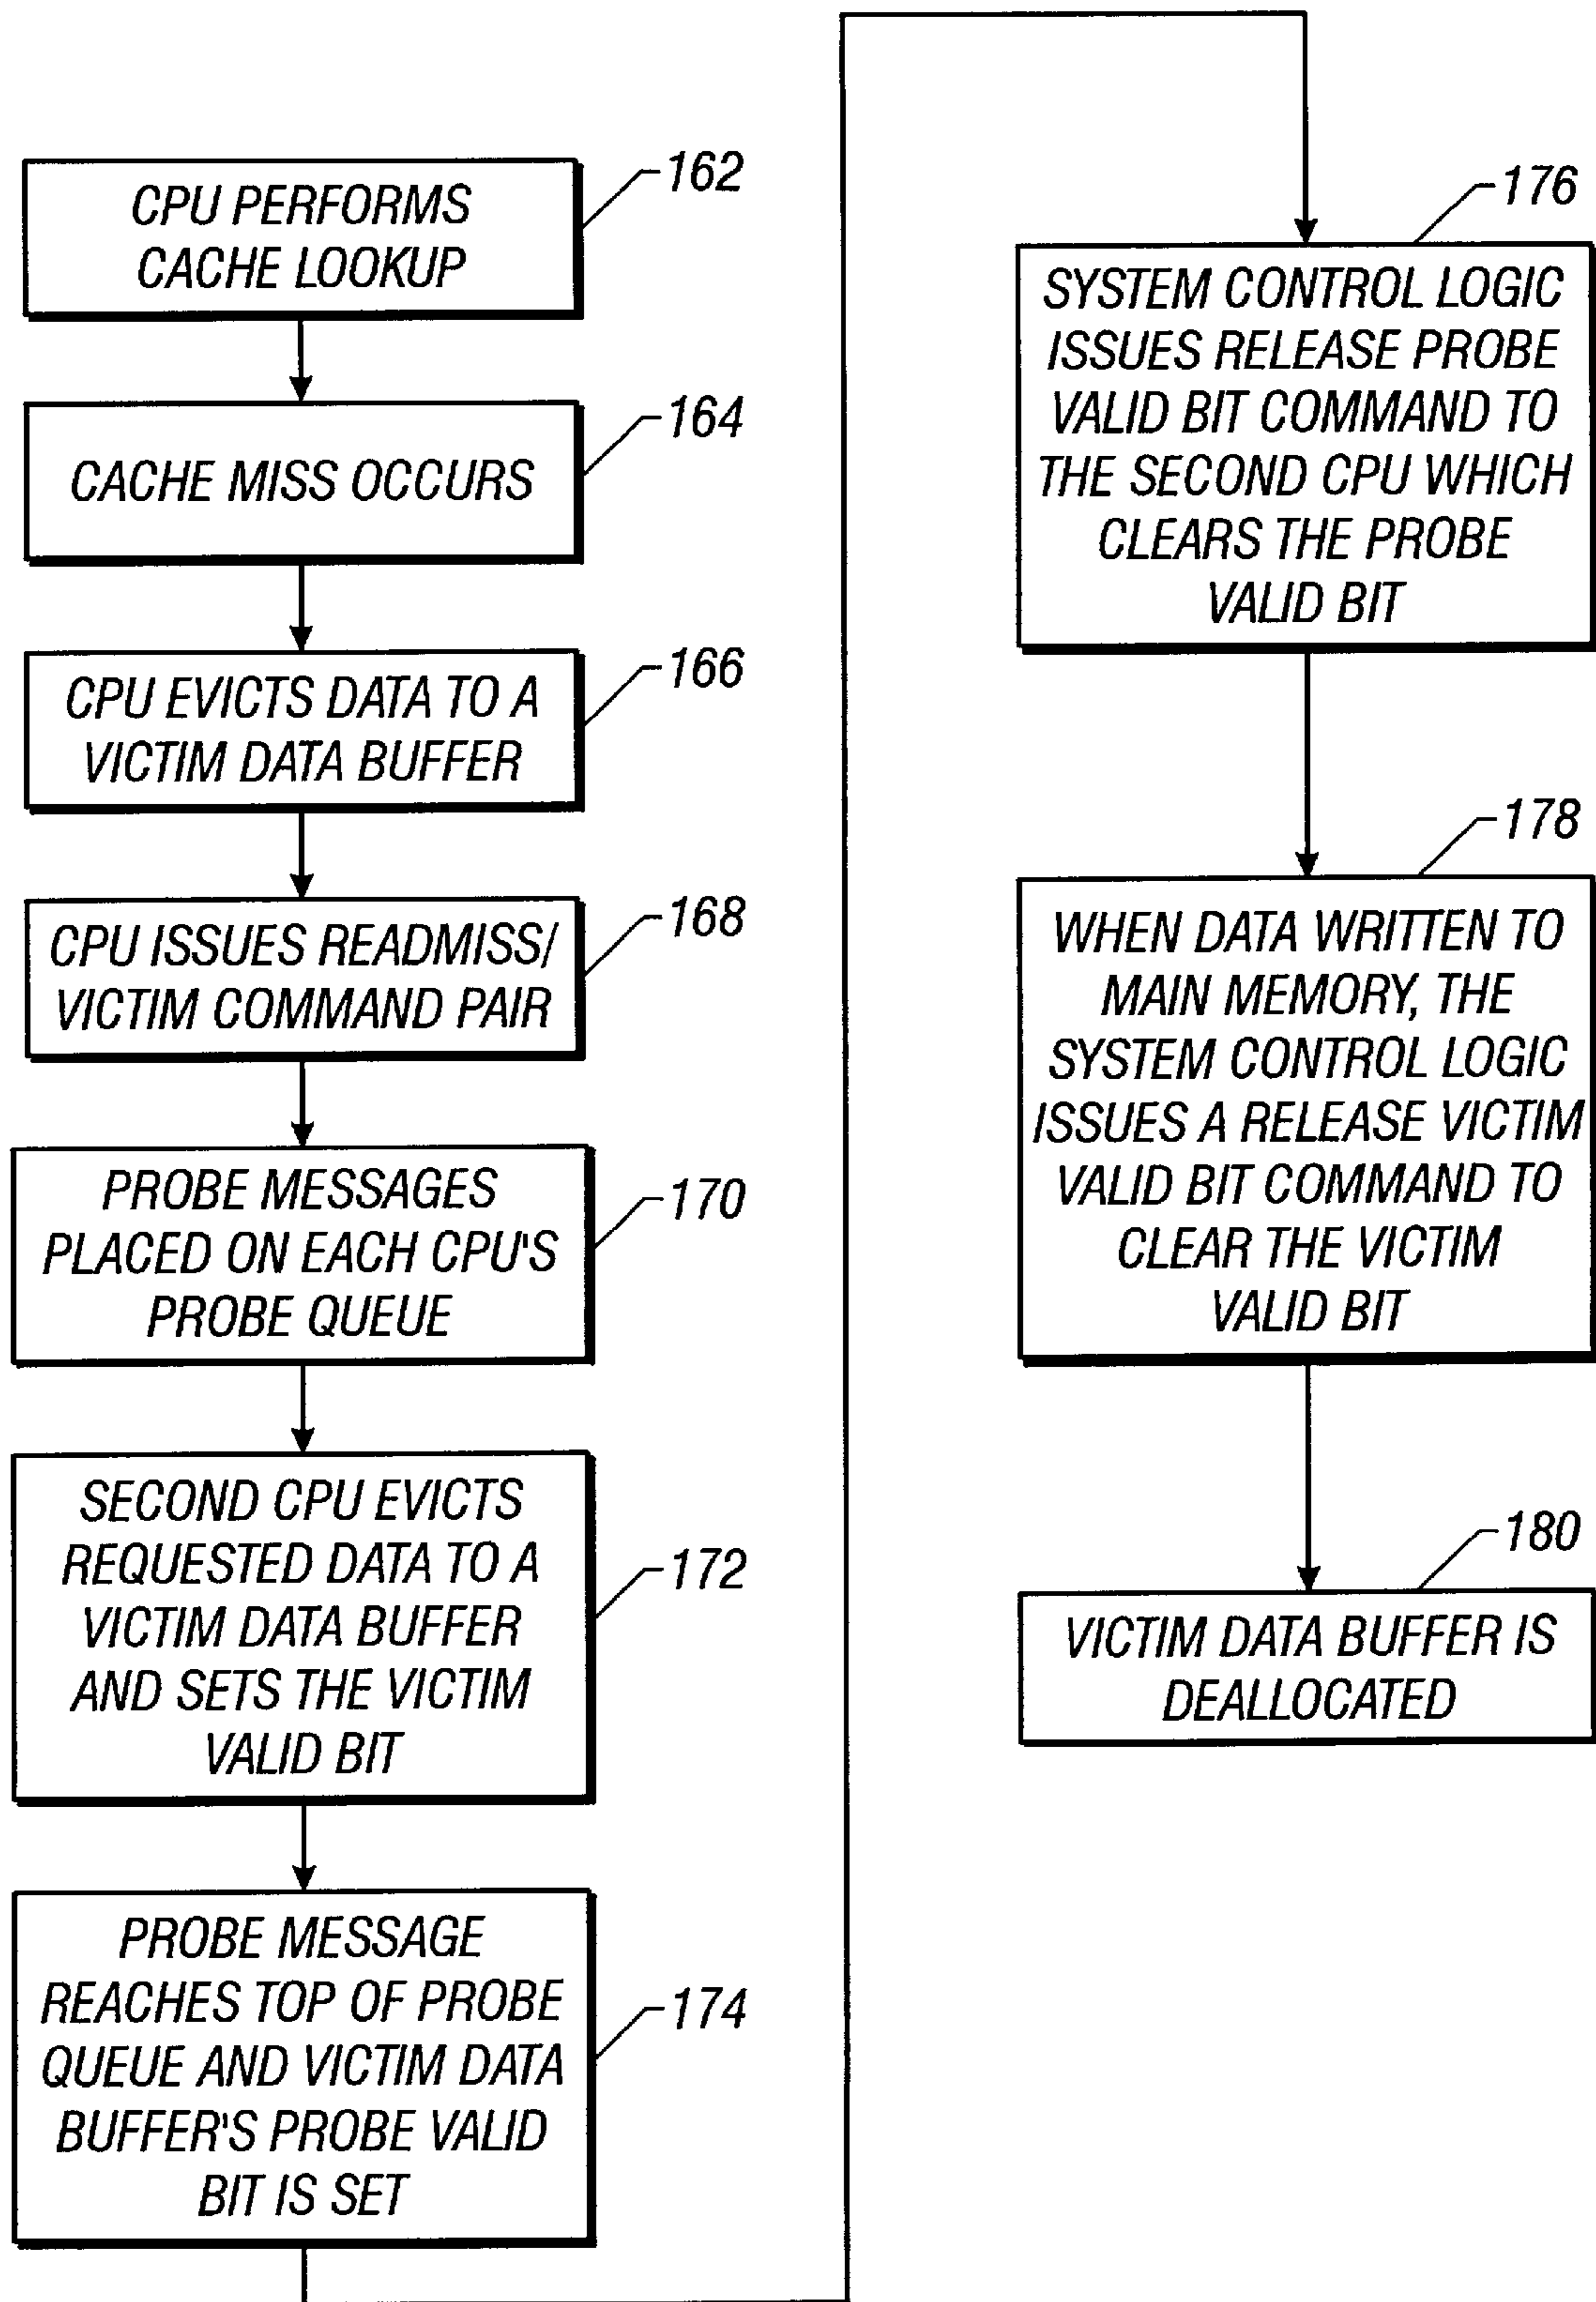 CPU PERFORMS
CACHE LOOKUP
162
CACHE MISS OCCURS
164
CPU EVICTS DATA TO A
VICTIM DATA BUFFER
166
CPU ISSUES READMISS/
VICTIM COMMAND PAIR
168
PROBE MESSAGES
PLACED ON EACH CPU'S
PROBE QUEUE
170
SECOND CPU EVICTS
REQUESTED DATA TO A
VICTIM DATA BUFFER
AND SETS THE VICTIM
VALID BIT
172
PROBE MESSAGE
REACHES TOP OF PROBE
QUEUE AND VICTIM DATA
BUFFER'S PROBE VALID
BIT IS SET
174
176
SYSTEM CONTROL LOGIC
ISSUES RELEASE PROBE
VALID BIT COMMAND TO
THE SECOND CPU WHICH
CLEARS THE PROBE
VALID BIT
178
WHEN DATA WRITTEN TO
MAIN MEMORY, THE
SYSTEM CONTROL LOGIC
ISSUES A RELEASE VICTIM
VALID BIT COMMAND TO
CLEAR THE VICTIM
VALID BIT
180
VICTIM DATA BUFFER IS
DEALLOCATED